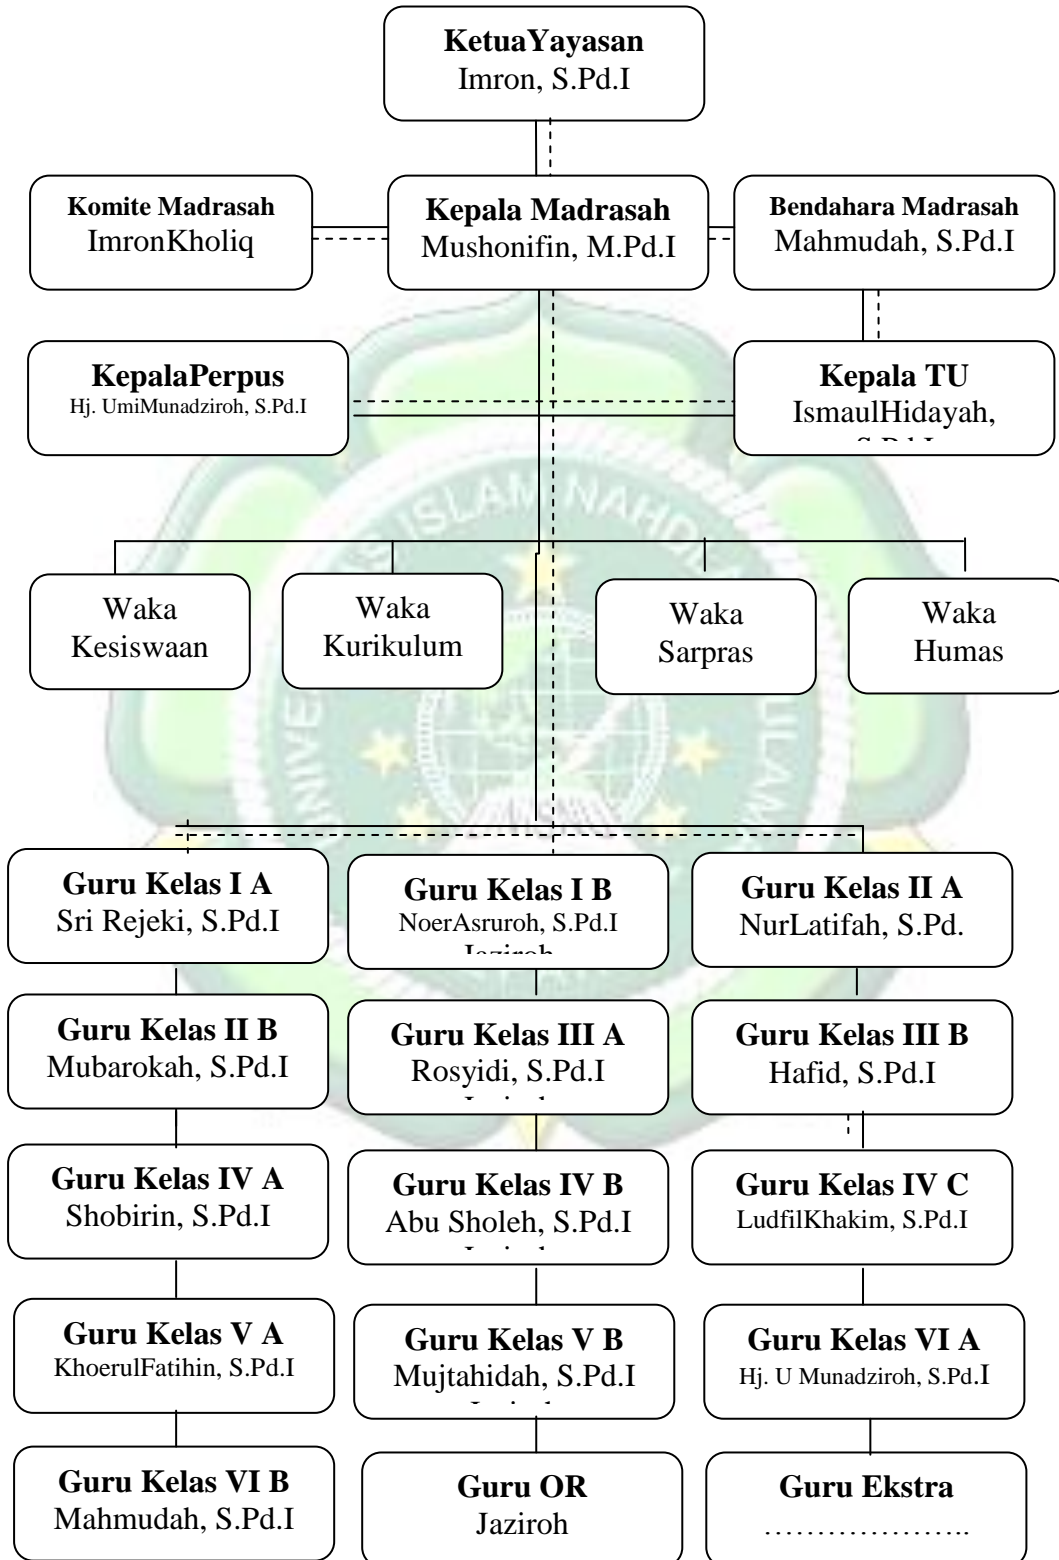 KetuaYayasan
Imron, S.Pd.I
Komite Madrasah
ImronKholiq
Kepala Madrasah
Mushonifin, M.Pd.I
Bendahara Madrasah
Mahmudah, S.Pd.I
KepalaPerpus
Hj. UmiMunadziroh, S.Pd.I
Kepala TU
IsmaulHidayah,
ISLAM NAHDLATUL ULAMA
UNISNU
Waka
Kesiswaan
Waka
Kurikulum
Waka
Sarpras
Waka
Humas
Guru Kelas I A
Sri Rejeki, S.Pd.I
Guru Kelas I B
NoerAsruroh, S.Pd.I
Jaziroh
Guru Kelas II A
NurLatifah, S.Pd.
Guru Kelas II B
Mubarokah, S.Pd.I
Guru Kelas III A
Rosyidi, S.Pd.I
Guru Kelas III B
Hafid, S.Pd.I
Guru Kelas IV A
Shobirin, S.Pd.I
Guru Kelas IV B
Abu Sholeh, S.Pd.I
Guru Kelas IV C
LudfilKhakim, S.Pd.I
Guru Kelas V A
KhoerulFatihin, S.Pd.I
Guru Kelas V B
Mujtahidah, S.Pd.I
Guru Kelas VI A
Hj. U Munadziroh, S.Pd.I
Guru Kelas VI B
Mahmudah, S.Pd.I
Guru OR
Jaziroh
Guru Ekstra
………………..